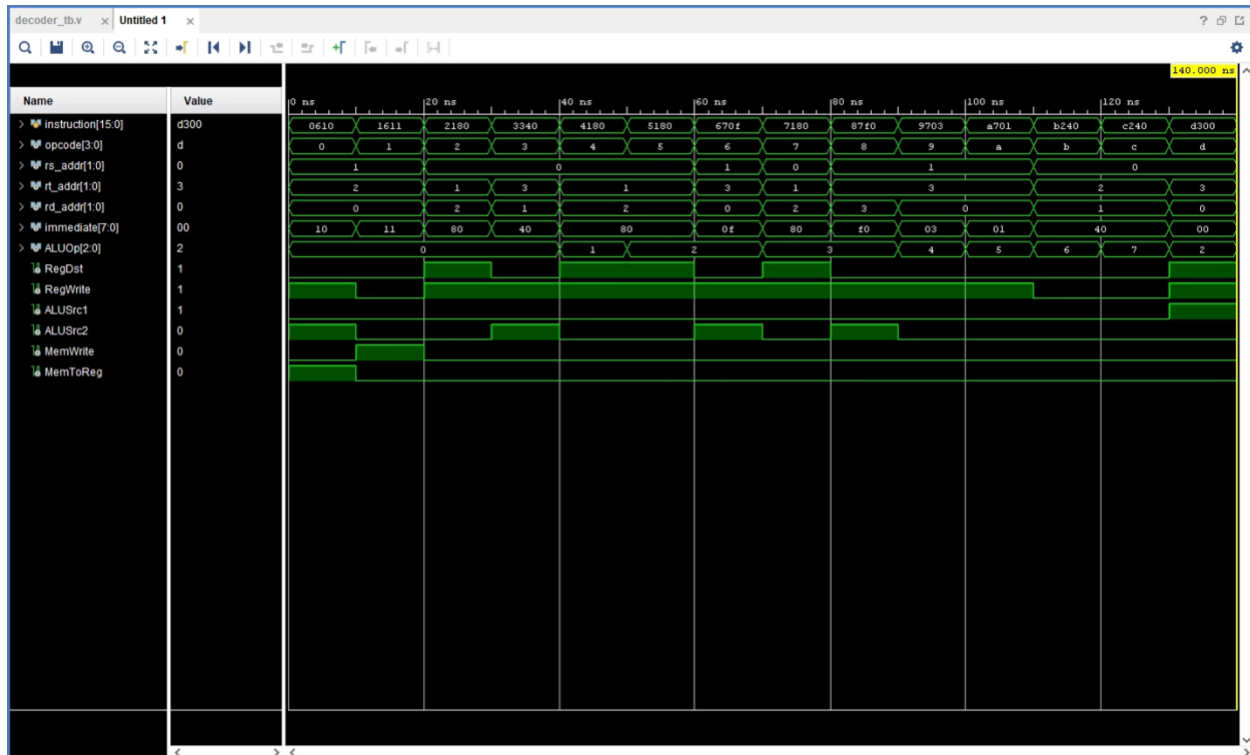 decoder_tb.v × Untitled 1 × ?
140.000 ns
Name Value 0 ns 20 ns 40 ns 60 ns 80 ns 100 ns 120 ns
> instruction[15:0] d300 0610 1611 2180 3340 4180 5180 670f 7180 87f0 9703 a701 b240 c240 d300
> opcode[3:0] d 0 1 2 3 4 5 6 7 8 9 a b c d
> rs_addr[1:0] 0 1 0 1 0 1 0
> rt_addr[1:0] 3 2 1 3 1 3 1 3 2 3
> rd_addr[1:0] 0 0 2 1 2 0 2 3 0 1 0
> immediate[7:0] 00 10 11 80 40 80 0f 80 f0 03 01 40 00
> ALUOp[2:0] 2 0 1 2 3 4 5 6 7 2
RegDst 1
RegWrite 1
ALUSrc1 1
ALUSrc2 0
MemWrite 0
MemToReg 0